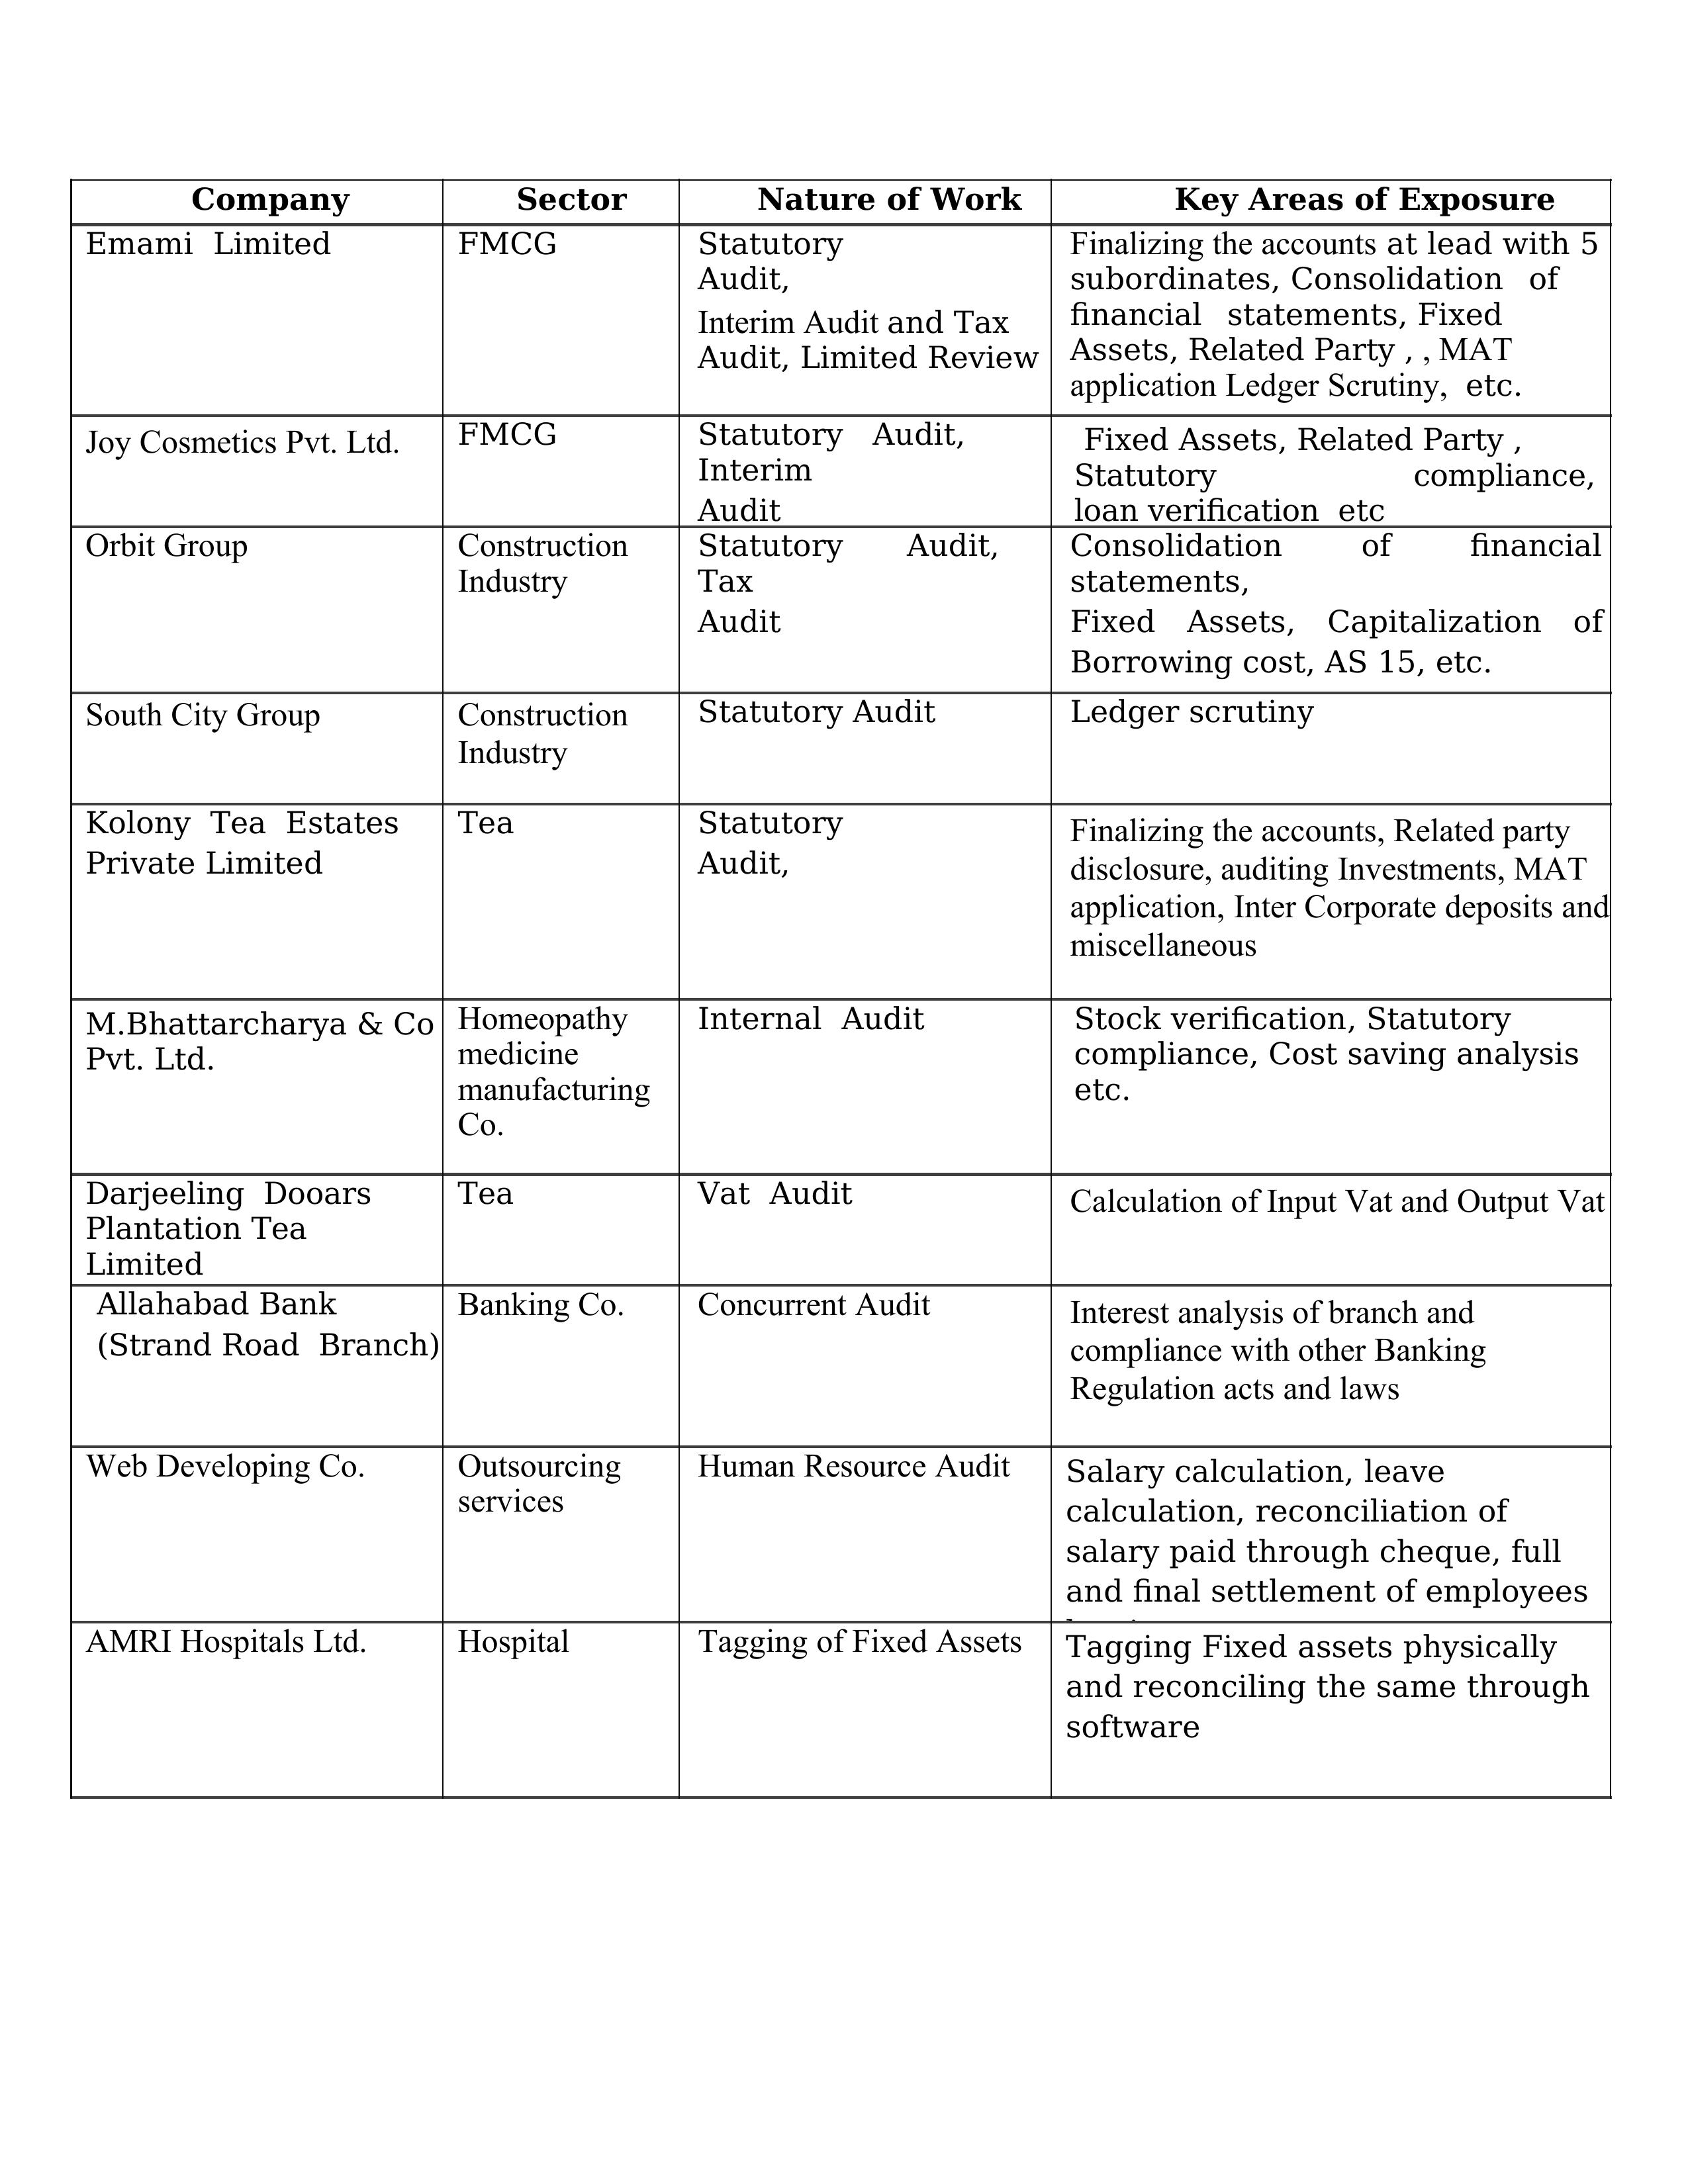 Company Sector Nature of Work Key Areas of Exposure
Emami Limited
FMCG
Statutory
Audit,
Interim Audit and Tax
Audit, Limited Review
Finalizing the accounts at lead with 5
subordinates, Consolidation of
financial statements, Fixed
Assets, Related Party , , MAT
application Ledger Scrutiny, etc.
Joy Cosmetics Pvt. Ltd.
FMCG
Statutory Audit,
Interim
Audit
Fixed Assets, Related Party ,
Statutory compliance,
loan verification etc
Orbit Group
Construction
Industry
Statutory Audit,
Tax
Audit
Consolidation of financial
statements,
Fixed Assets, Capitalization of
Borrowing cost, AS 15, etc.
South City Group
Construction
Industry
Statutory Audit
Ledger scrutiny
Kolony Tea Estates
Private Limited
Tea
Statutory
Audit,
Finalizing the accounts, Related party
disclosure, auditing Investments, MAT
application, Inter Corporate deposits and
miscellaneous
M.Bhattarcharya & Co
Pvt. Ltd.
Homeopathy
medicine
manufacturing
Co.
Internal Audit
Stock verification, Statutory
compliance, Cost saving analysis
etc.
Darjeeling Dooars
Plantation Tea
Limited
Tea
Vat Audit
Calculation of Input Vat and Output Vat
Allahabad Bank
(Strand Road Branch)
Banking Co.
Concurrent Audit
Interest analysis of branch and
compliance with other Banking
Regulation acts and laws
Web Developing Co.
Outsourcing
services
Human Resource Audit
Salary calculation, leave
calculation, reconciliation of
salary paid through cheque, full
and final settlement of employees
AMRI Hospitals Ltd.
Hospital
Tagging of Fixed Assets
Tagging Fixed assets physically
and reconciling the same through
software